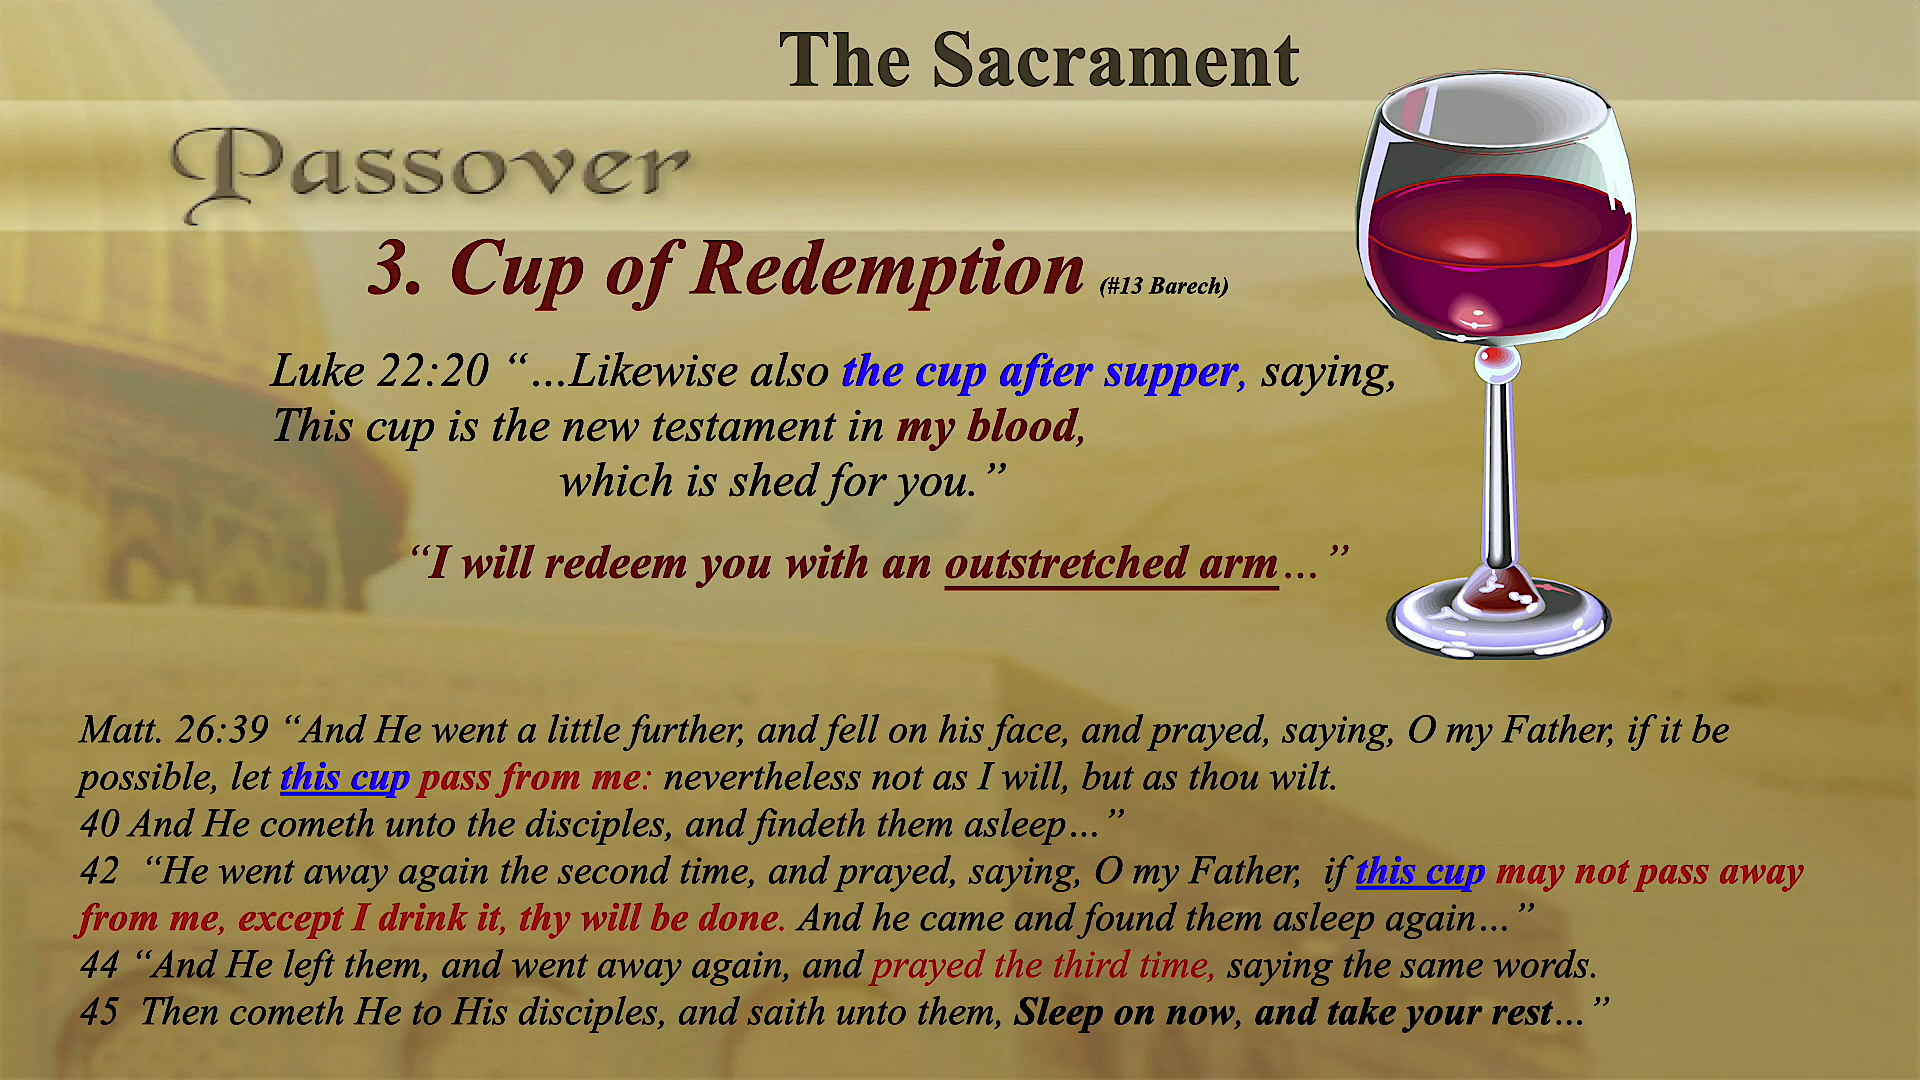 The Sacrament
Passover
3. Cup of Redemption (#13 Barech)
Luke 22:20 “…Likewise also the cup after supper, saying,
This cup is the new testament in my blood,
which is shed for you.”
“I will redeem you with an outstretched arm…”
Matt. 26:39 “And He went a little further, and fell on his face, and prayed, saying, O my Father, if it be
possible, let this cup pass from me: nevertheless not as I will, but as thou wilt.
40 And He cometh unto the disciples, and findeth them asleep…”
42 “He went away again the second time, and prayed, saying, O my Father, if this cup may not pass away
from me, except I drink it, thy will be done. And he came and found them asleep again…”
44 “And He left them, and went away again, and prayed the third time, saying the same words.
45 Then cometh He to His disciples, and saith unto them, Sleep on now, and take your rest…”